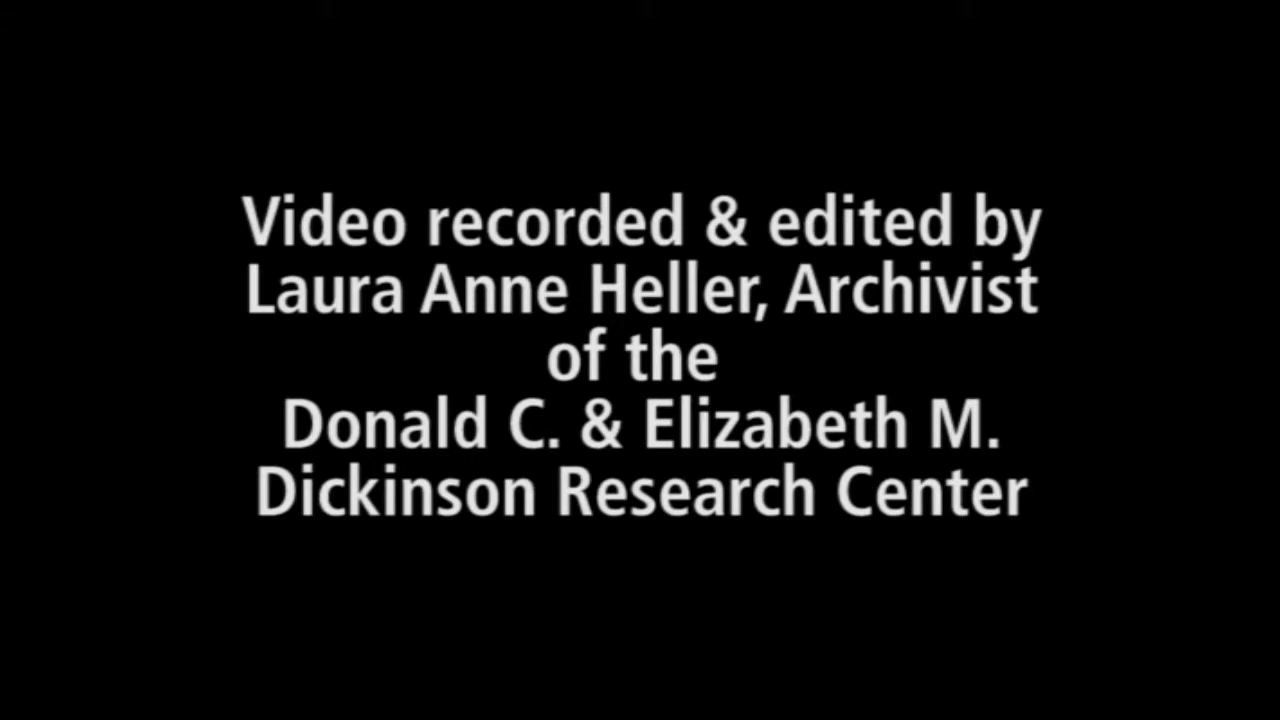 Video recorded & edited by
Laura Anne Heller, Archivist
of the
Donald C. & Elizabeth M.
Dickinson Research Center